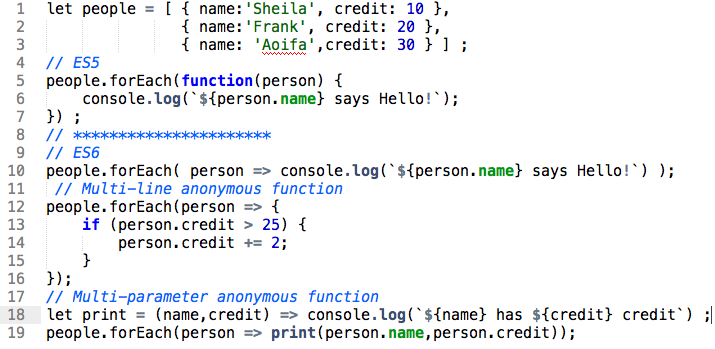 1 let people = [ { name:'Sheila', credit: 10 },
2 { name:'Frank', credit: 20 },
3 { name: 'Aoifa',credit: 30 } ] ;
4 // ES5
5 people.forEach(function(person) {
6 console.log(`${person.name} says Hello!`);
7 }) ;
8 // **********************
9 // ES6
10 people.forEach( person => console.log(`${person.name} says Hello!`) );
11 // Multi-line anonymous function
12 people.forEach(person => {
13 if (person.credit > 25) {
14 person.credit += 2;
15 }
16 });
17 // Multi-parameter anonymous function
18 let print = (name,credit) => console.log(`${name} has ${credit} credit`) ;
19 people.forEach(person => print(person.name,person.credit));